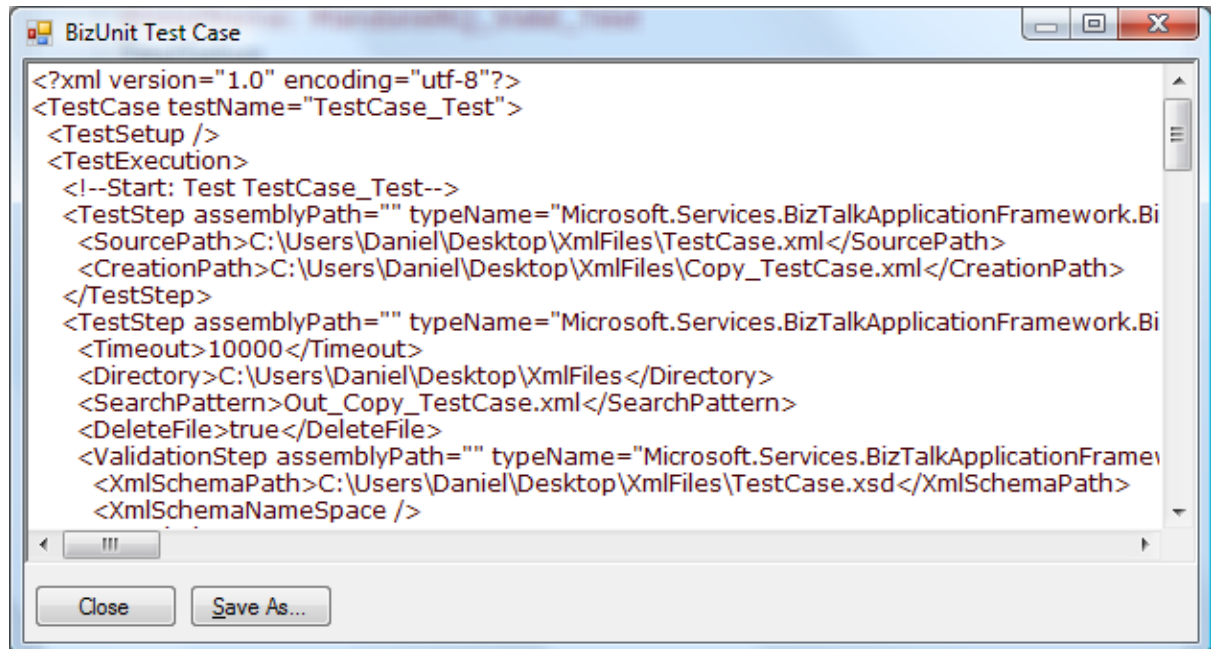 BizUnit Test Case
<?xml version="1.0" encoding="utf-8"?>
<TestCase testName="TestCase_Test">
<TestSetup />
<TestExecution>
<!--Start: Test TestCase_Test-->
<TestStep assemblyPath="" typeName="Microsoft.Services.BizTalkApplicationFramework.Bi
<SourcePath>C:\Users\Daniel\Desktop\XmlFiles\TestCase.xml</SourcePath>
<CreationPath>C:\Users\Daniel\Desktop\XmlFiles\Copy_TestCase.xml</CreationPath>
</TestStep>
<TestStep assemblyPath="" typeName="Microsoft.Services.BizTalkApplicationFramework.Bi
<Timeout>10000</Timeout>
<Directory>C:\Users\Daniel\Desktop\XmlFiles</Directory>
<SearchPattern>Out_Copy_TestCase.xml</SearchPattern>
<DeleteFile>true</DeleteFile>
<ValidationStep assemblyPath="" typeName="Microsoft.Services.BizTalkApplicationFrame
<XmlSchemaPath>C:\Users\Daniel\Desktop\XmlFiles\TestCase.xsd</XmlSchemaPath>
<XmlSchemaNameSpace />
Close
Save As...